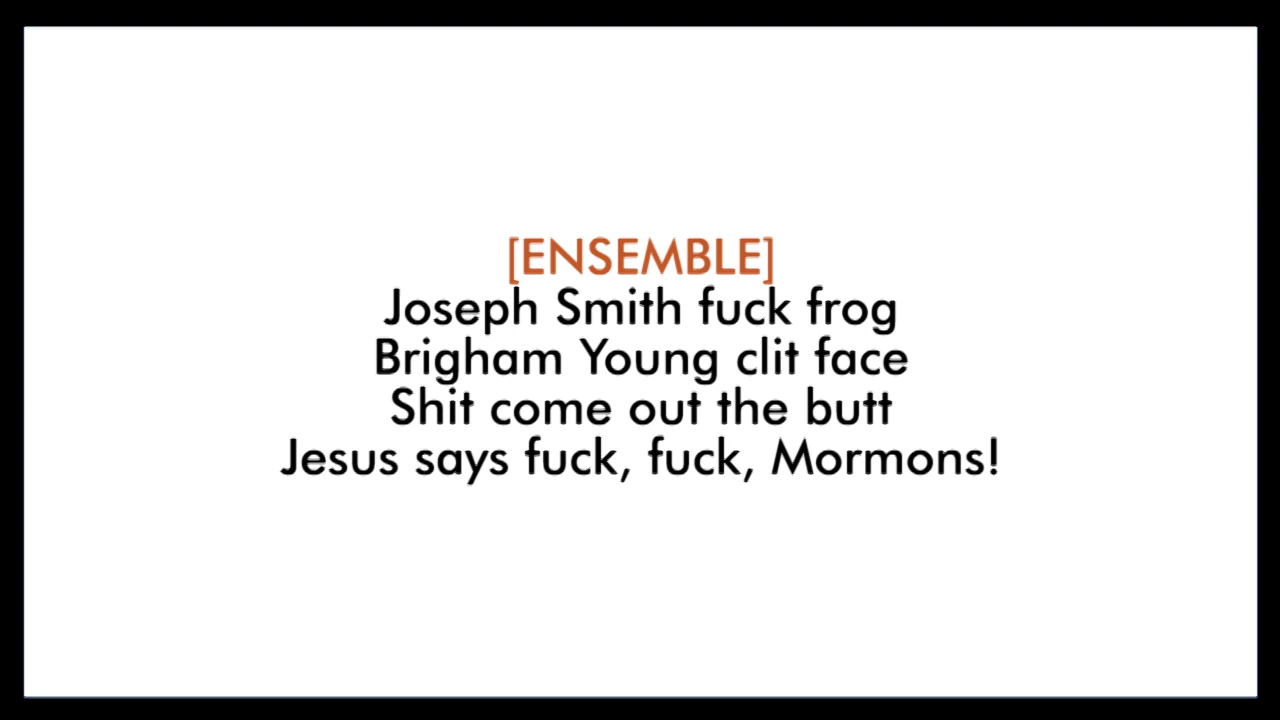 [ENSEMBLE]
Joseph Smith fuck frog
Brigham Young clit face
Shit come out the butt
Jesus says fuck, fuck, Mormons!